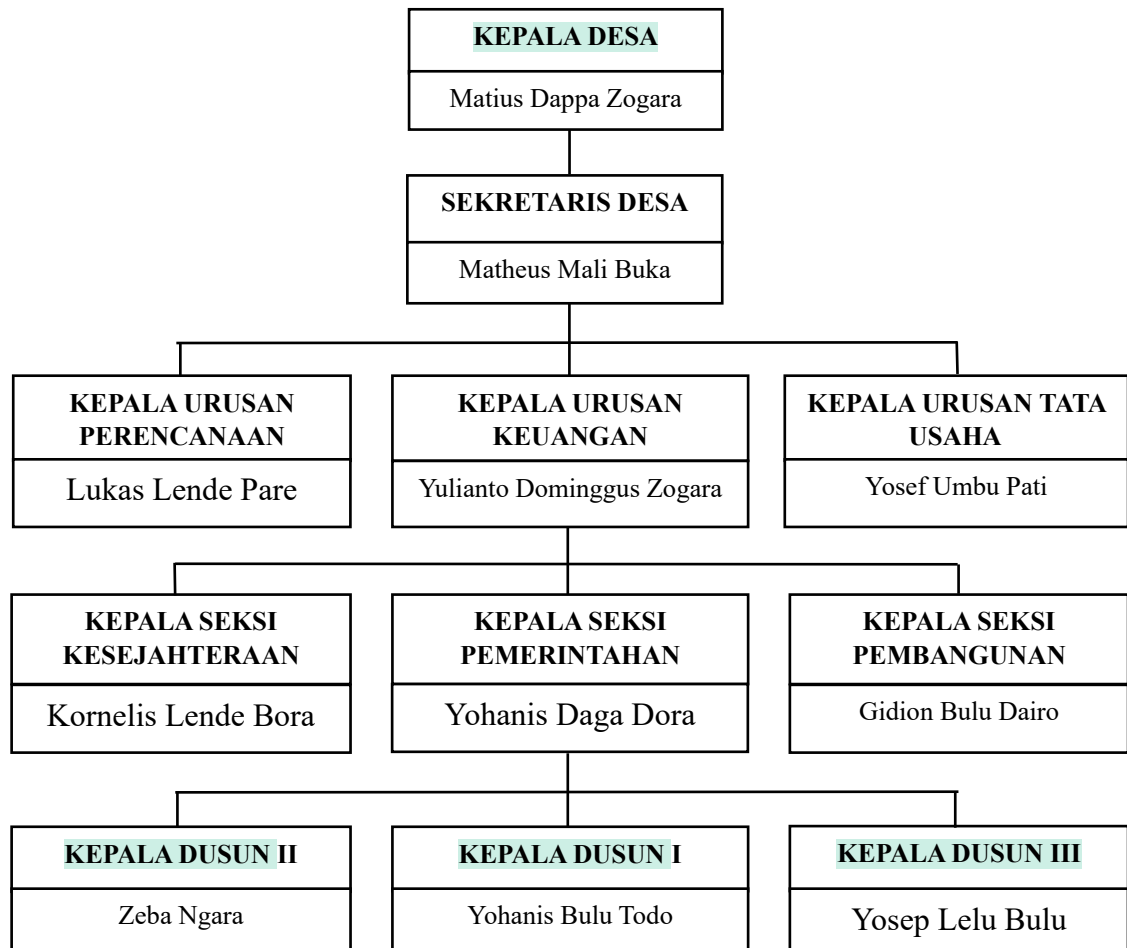 KEPALA DESA
Matius Dappa Zogara
SEKRETARIS DESA
Matheus Mali Buka
KEPALA URUSAN
PERENCANAAN
Lukas Lende Pare
KEPALA URUSAN
KEUANGAN
Yulianto Dominggus Zogara
KEPALA URUSAN TATA
USAHA
Yosef Umbu Pati
KEPALA SEKSI
KESEJAHTERAAN
Kornelis Lende Bora
KEPALA SEKSI
PEMERINTAHAN
Yohanis Daga Dora
KEPALA SEKSI
PEMBANGUNAN
Gidion Bulu Dairo
KEPALA DUSUN II
Zeba Ngara
KEPALA DUSUN I
Yohanis Bulu Todo
KEPALA DUSUN III
Yosep Lelu Bulu